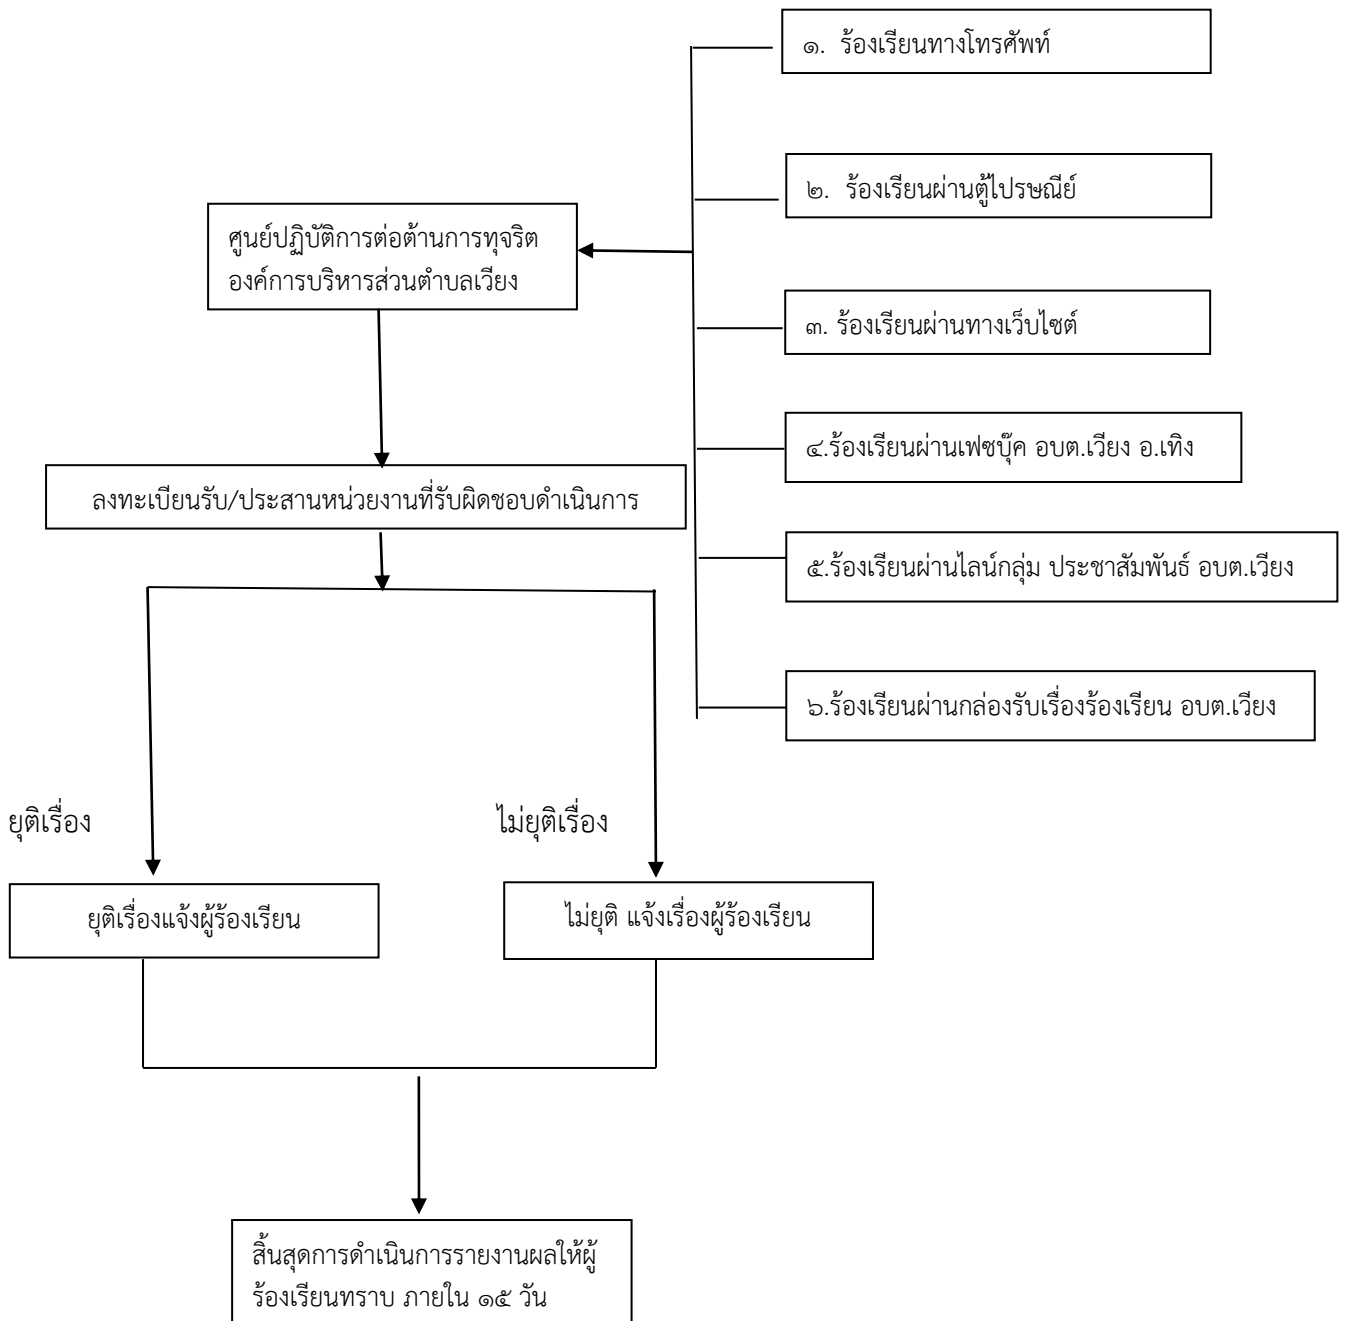 ๑. ร้องเรียนทางโทรศัพท์
๒. ร้องเรียนผ่านตู้ไปรษณีย์
ศูนย์ปฏิบัติการต่อต้านการทุจริต
องค์การบริหารส่วนตำบลเวียง
๓. ร้องเรียนผ่านทางเว็บไซต์
๔.ร้องเรียนผ่านเฟซบุ๊ค อบต.เวียง อ.เทิง
ลงทะเบียนรับ/ประสานหน่วยงานที่รับผิดชอบดำเนินการ
๕.ร้องเรียนผ่านไลน์กลุ่ม ประชาสัมพันธ์ อบต.เวียง
๖.ร้องเรียนผ่านกล่องรับเรื่องร้องเรียน อบต.เวียง
ยุติเรื่อง
ไม่ยุติเรื่อง
ยุติเรื่องแจ้งผู้ร้องเรียน
ไม่ยุติ แจ้งเรื่องผู้ร้องเรียน
สิ้นสุดการดำเนินการรายงานผลให้ผู้
ร้องเรียนทราบ ภายใน ๑๕ วัน